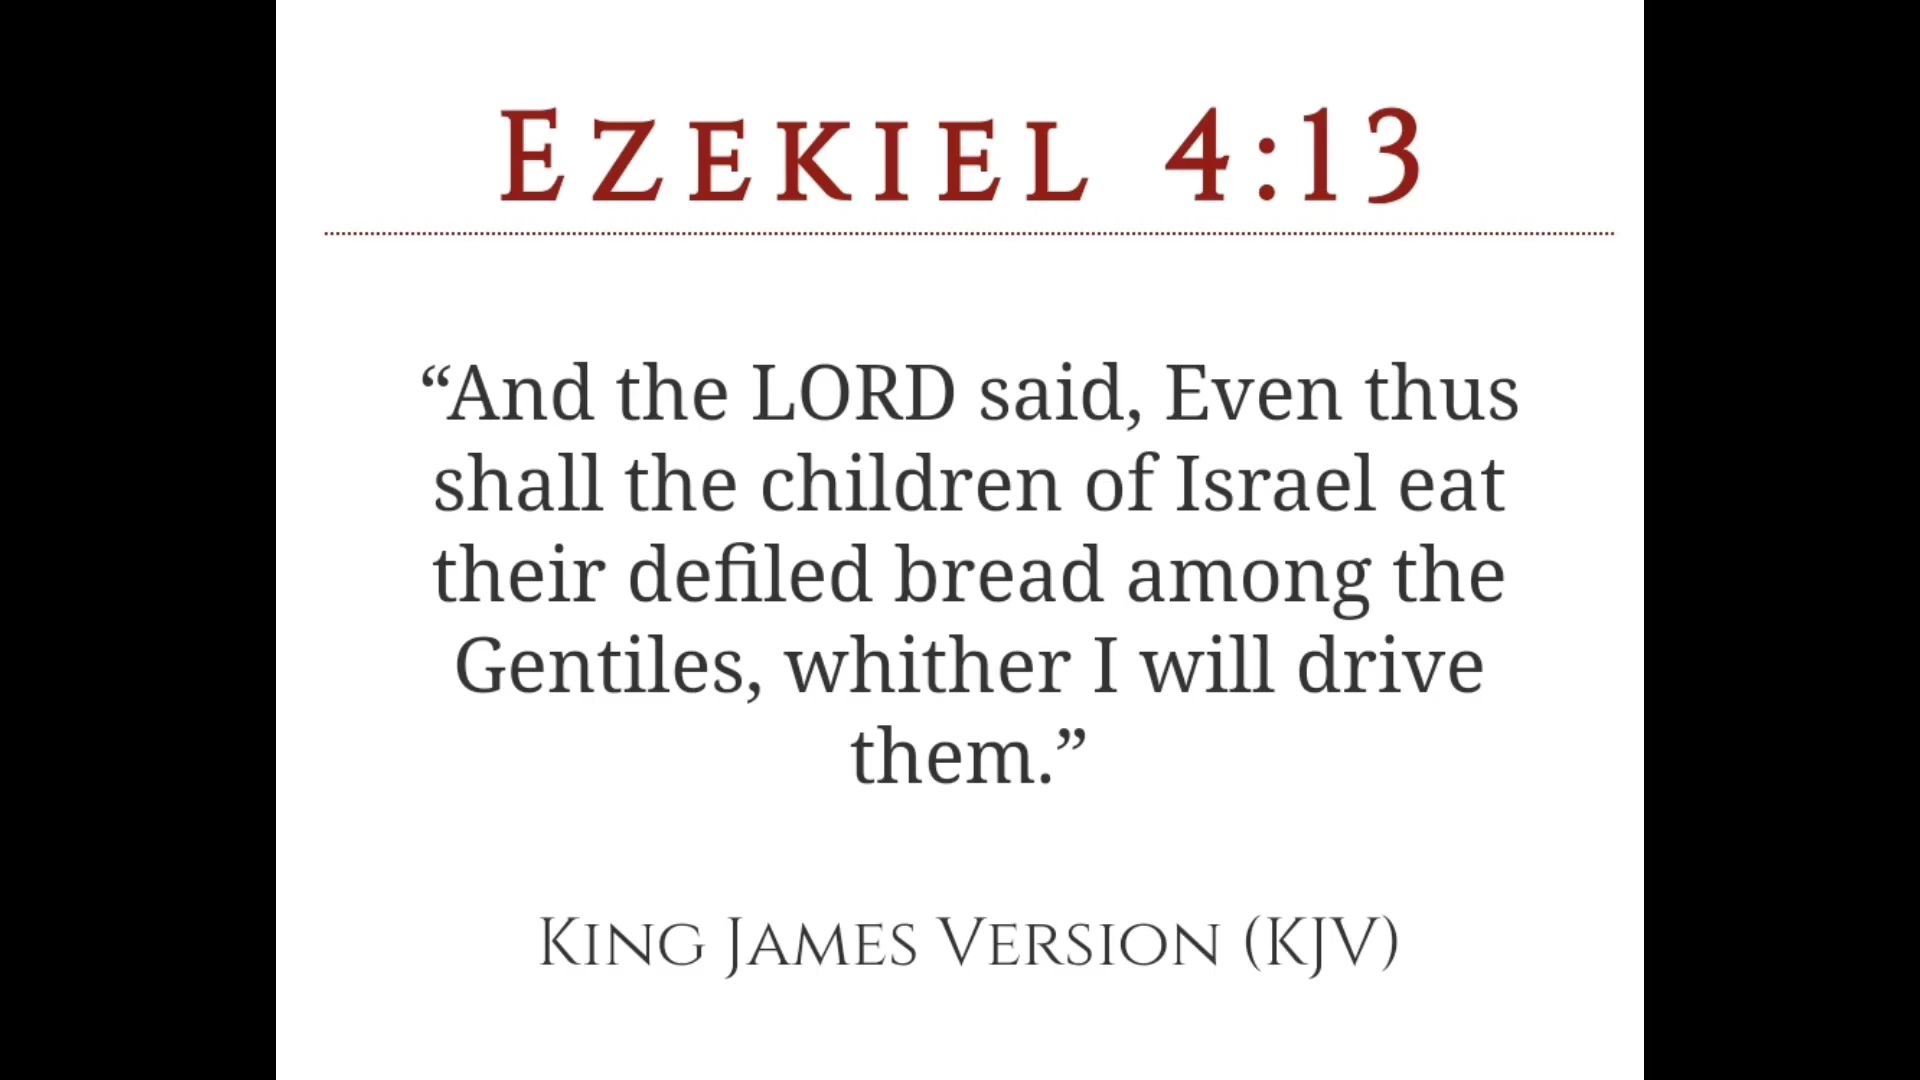 EZEKIEL 4:13
“And the LORD said, Even thus
shall the children of Israel eat
their defiled bread among the
Gentiles, whither I will drive
them.”
KING JAMES VERSION (KJV)